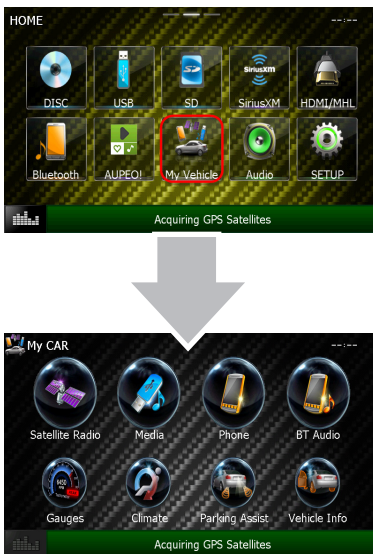 HOME
--:--
DISC USB SD SiriusXM HDMI/MHL
Bluetooth AUPEO! My Vehicle Audio SETUP
Acquiring GPS Satellites
My CAR
--:--
Satellite Radio Media Phone BT Audio
Gauges Climate Parking Assist Vehicle Info
Acquiring GPS Satellites